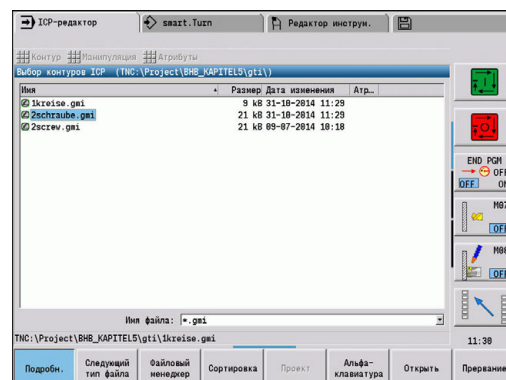 ICP-редактор
smart.Turn
Редактор инструм.
Контур Манипуляция Атрибуты
Выбор контуров ICP (TNC:\Project\BHB_KAPITEL5\gti\)
Имя Размер Дата изменения Атр…
1kreise.gmi 9 kB 31-10-2014 11:29
2schraube.gmi 21 kB 31-10-2014 11:29
2screw.gmi 21 kB 09-07-2014 10:18
END PGM
OFF
OFF ON
M07
OFF
M08
OFF
Имя файла: *.gmi
TNC:\Project\BHB_KAPITEL5\gti\1kreise.gmi
11:30
Подробн.
Следующий тип файла
Файловый менеджер
Сортировка
Проект
Альфа-клавиатура
Открыть
Прервание